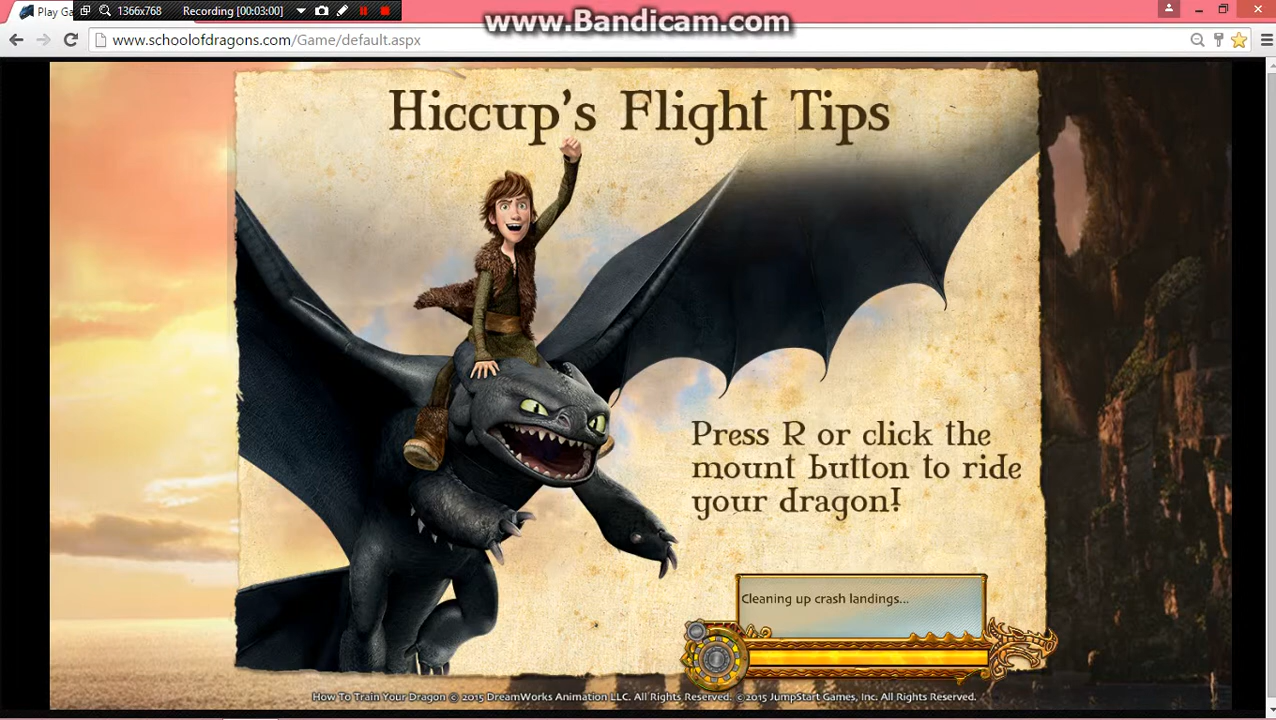 www.Bandicam.com
Play Ga
1366x768
Recording [00:03:00]
www.schoolofdragons.com/Game/default.aspx
Hiccup's Flight Tips
Press R or click the
mount button to ride
your dragon!
Cleaning up crash landings...
How To Train Your Dragon © 2015 DreamWorks Animation LLC. All Rights Reserved. ©2015 JumpStart Games, Inc. All Rights Reserved.